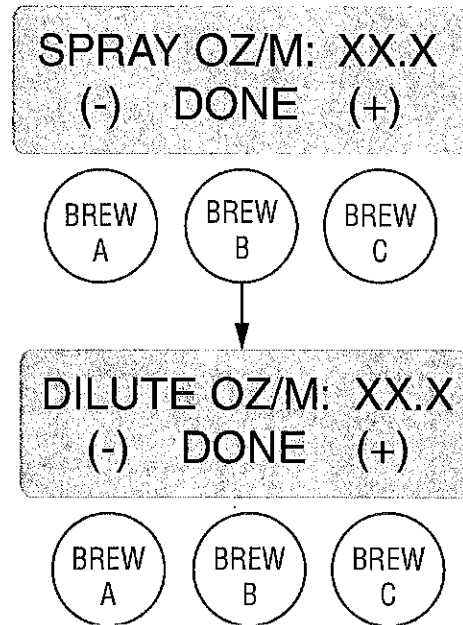 SPRAY OZ/M: XX.X
(-) DONE (+)
BREW A
BREW B
BREW C
DILUTE OZ/M: XX.X
(-) DONE (+)
BREW A
BREW B
BREW C